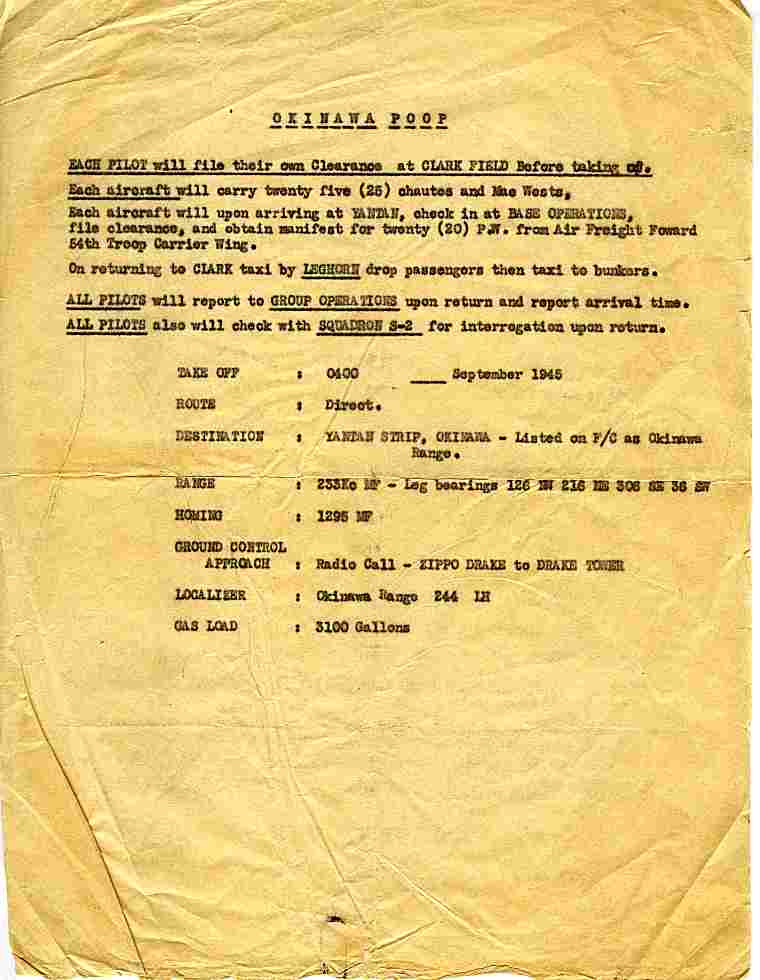 OKINAWA POOP
EACH PILOT will file their own Clearance at CLARK FIELD Before taking off.
Each aircraft will carry twenty five (25) chautes and Mae Wests,
Each aircraft will upon arriving at YANTAN, check in at BASE OPERATIONS,
file clearance, and obtain manifest for twenty (20) P.W. from Air Freight Foward
54th Troop Carrier Wing.
On returning to CLARK taxi by LEGHORN drop passengers then taxi to bunkers.
ALL PILOTS will report to GROUP OPERATIONS upon return and report arrival time.
ALL PILOTS also will check with SQUADRON S-2 for interrogation upon return.
TAKE OFF : 0400 ____ September 1945
ROUTE : Direct.
DESTINATION : YANTAN STRIP, OKINAWA - Listed on F/C as Okinawa
Range.
RANGE : 233Kc MF - Leg bearings 126 NW 216 NE 306 SE 36 SW
HOMING : 1295 MF
GROUND CONTROL
APPROACH : Radio Call - ZIPPO DRAKE to DRAKE TOWER
LOCALIZER : Okinawa Range 244 LH
GAS LOAD : 3100 Gallons